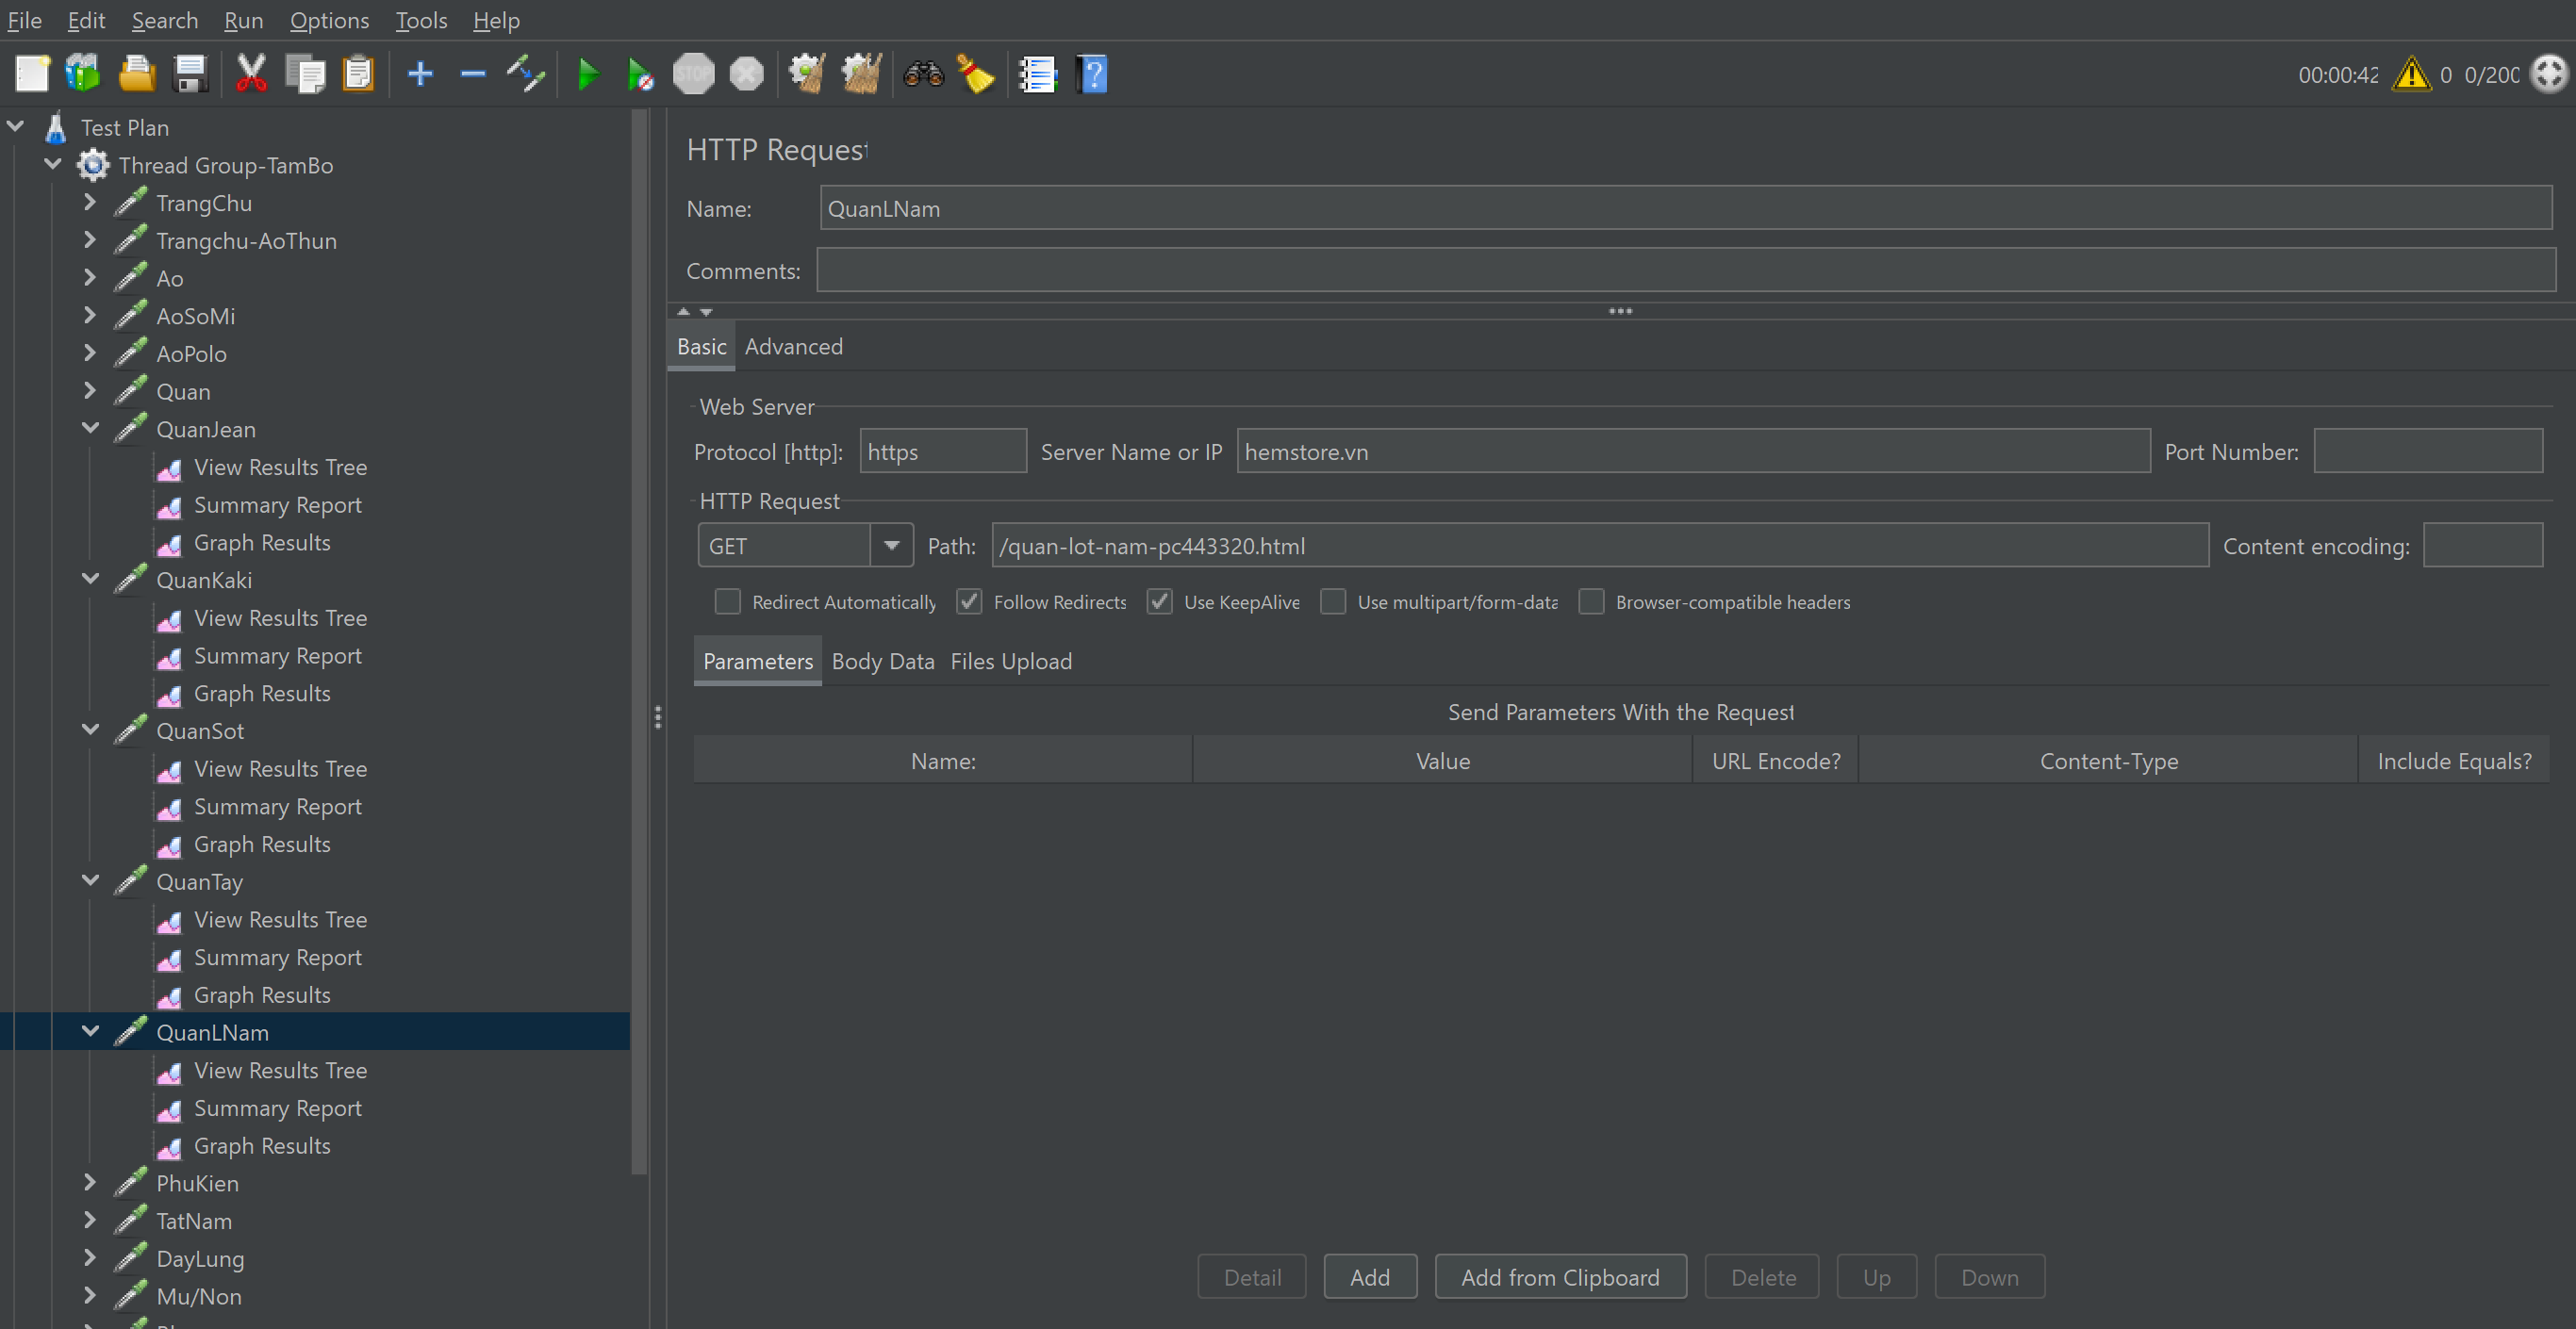 File Edit Search Run Options Tools Help
00:00:42 0 0/200
Test Plan
Thread Group-TamBo
TrangChu
Trangchu-AoThun
Ao
AoSoMi
AoPolo
Quan
QuanJean
View Results Tree
Summary Report
Graph Results
QuanKaki
View Results Tree
Summary Report
Graph Results
QuanSot
View Results Tree
Summary Report
Graph Results
QuanTay
View Results Tree
Summary Report
Graph Results
QuanLNam
View Results Tree
Summary Report
Graph Results
PhuKien
TatNam
DayLung
Mu/Non
HTTP Request
Name: QuanLNam
Comments:
Basic Advanced
Web Server
Protocol [http]: https Server Name or IP hemstore.vn Port Number:
HTTP Request
GET Path: /quan-lot-nam-pc443320.html Content encoding:
Redirect Automatically Follow Redirects Use KeepAlive Use multipart/form-data Browser-compatible headers
Parameters Body Data Files Upload
Send Parameters With the Request
Name: Value URL Encode? Content-Type Include Equals?
Detail Add Add from Clipboard Delete Up Down